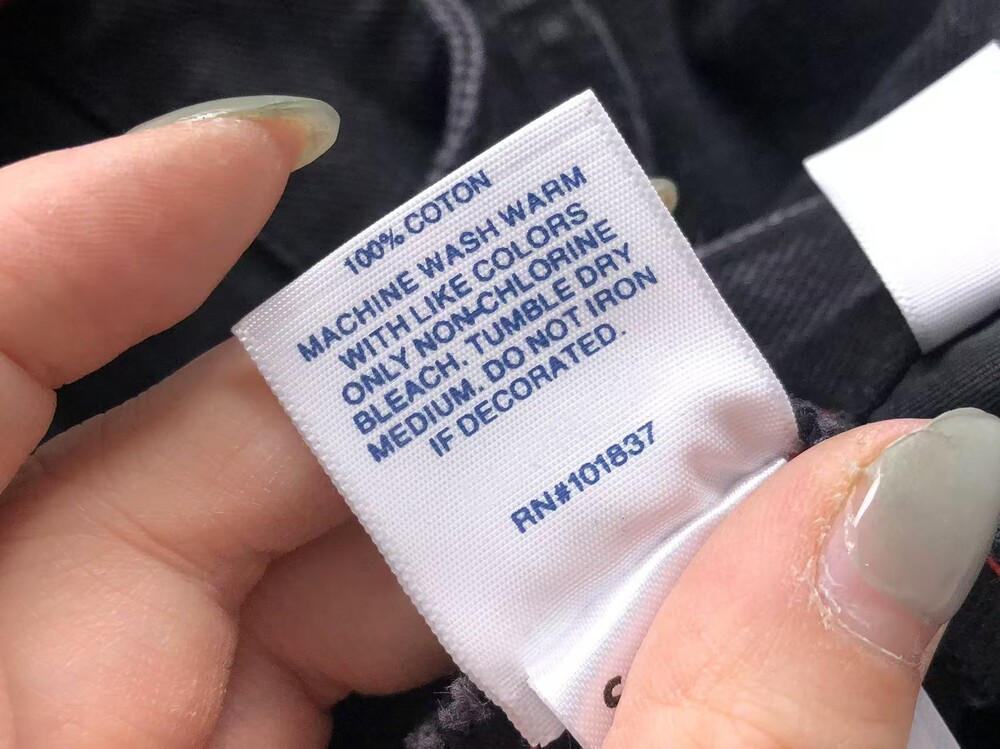 100% COTON
MACHINE WASH WARM
WITH LIKE COLORS
ONLY NON-CHLORINE
BLEACH. TUMBLE DRY
MEDIUM. DO NOT IRON
IF DECORATED.
RN#101837